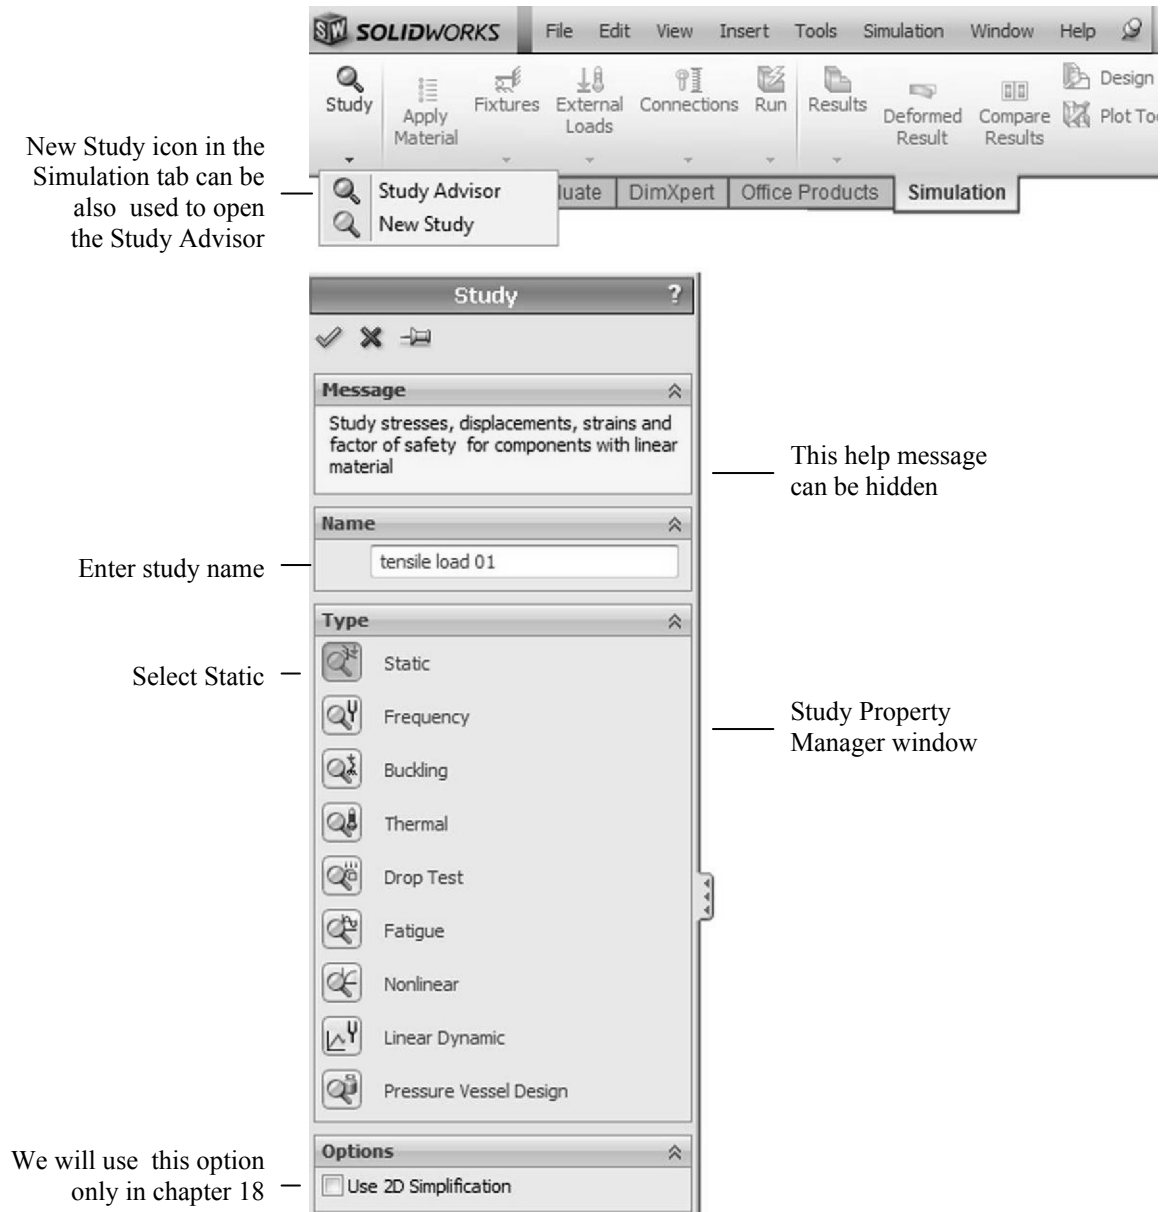 SOLIDWORKS File Edit View Insert Tools Simulation Window Help
Study Apply Material Fixtures External Loads Connections Run Results Deformed Result Compare Results Design
Plot To
New Study icon in the
Simulation tab can be
also used to open
the Study Advisor
Study Advisor
New Study
luate DimXpert Office Products Simulation
Study ?
Message
Study stresses, displacements, strains and
factor of safety for components with linear
material
This help message
can be hidden
Name
Enter study name
tensile load 01
Type
Select Static
Static
Frequency
Study Property
Manager window
Buckling
Thermal
Drop Test
Fatigue
Nonlinear
Linear Dynamic
Pressure Vessel Design
Options
We will use this option
only in chapter 18
Use 2D Simplification